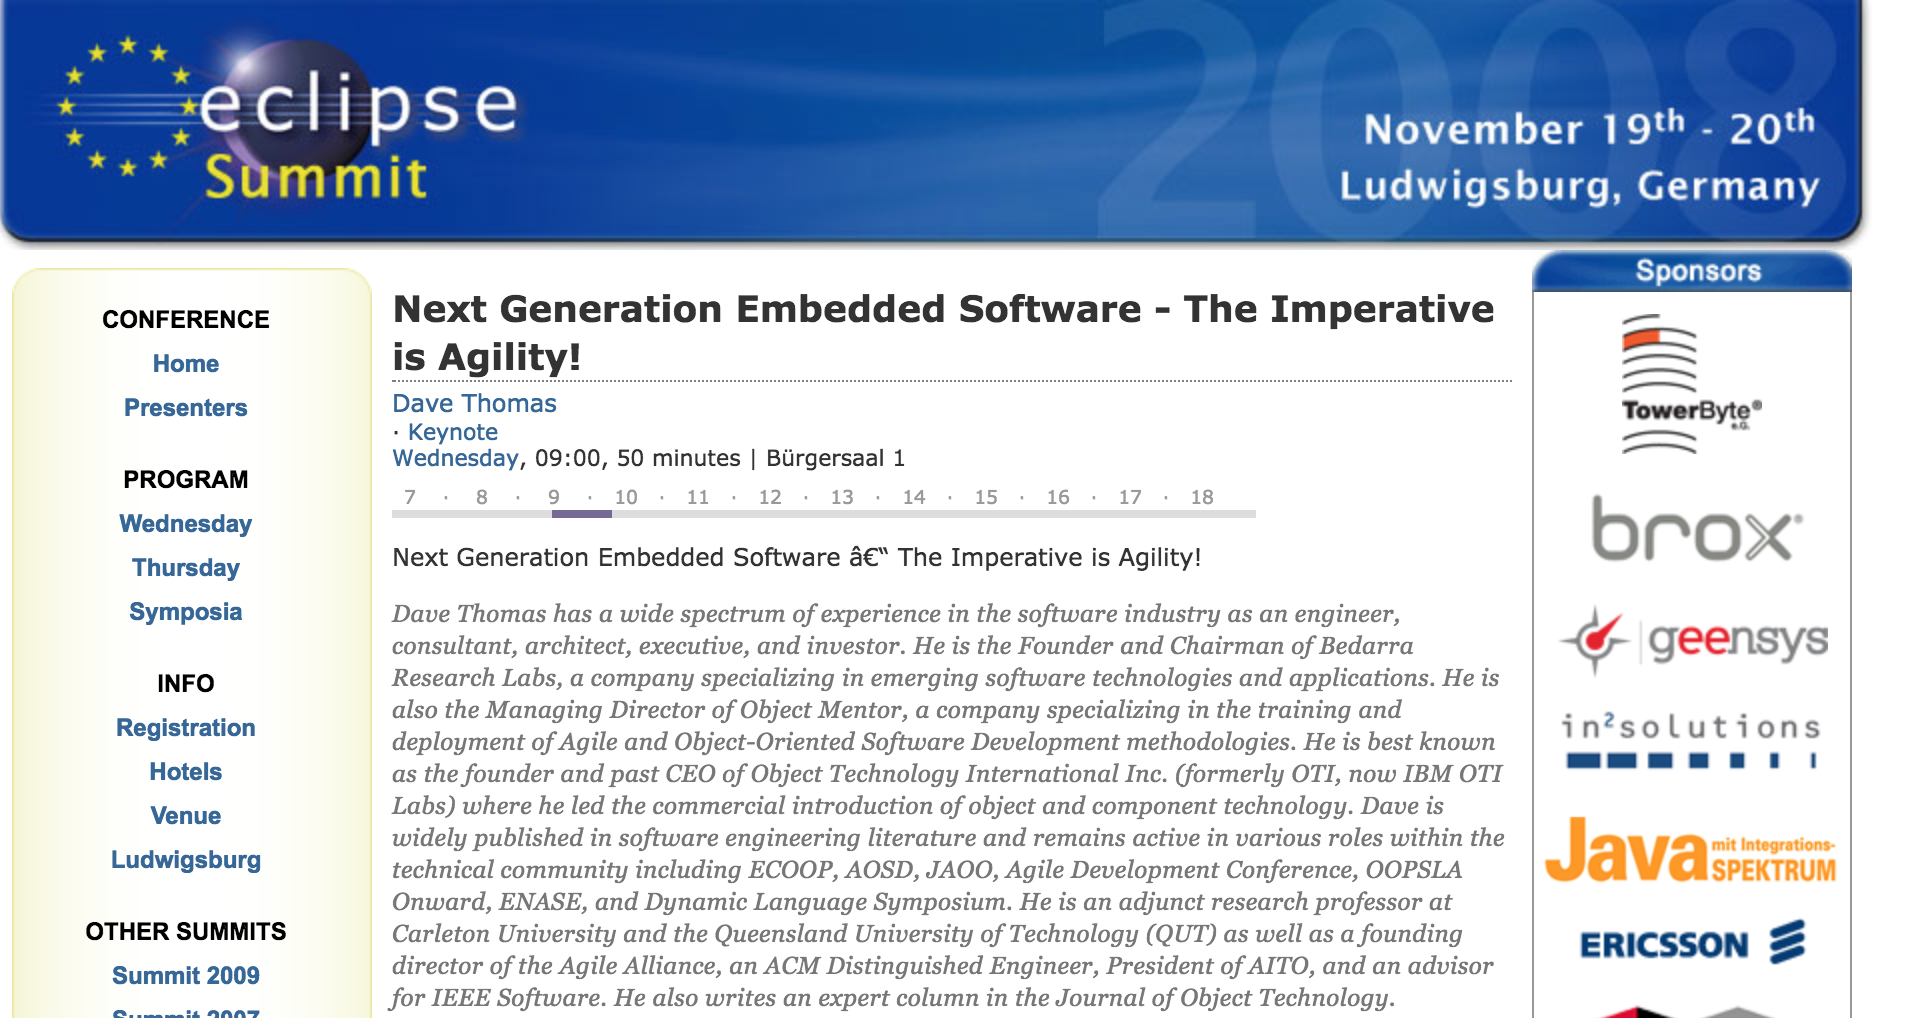 2008
eclipse
Summit
November 19th - 20th
Ludwigsburg, Germany
CONFERENCE
Home
Presenters
PROGRAM
Wednesday
Thursday
Symposia
INFO
Registration
Hotels
Venue
Ludwigsburg
OTHER SUMMITS
Summit 2009
Summit 2007
Next Generation Embedded Software - The Imperative
is Agility!
Dave Thomas
· Keynote
Wednesday, 09:00, 50 minutes | Bürgersaal 1
7 · 8 · 9 · 10 · 11 · 12 · 13 · 14 · 15 · 16 · 17 · 18
Next Generation Embedded Software â€“ The Imperative is Agility!
Dave Thomas has a wide spectrum of experience in the software industry as an engineer,
consultant, architect, executive, and investor. He is the Founder and Chairman of Bedarra
Research Labs, a company specializing in emerging software technologies and applications. He is
also the Managing Director of Object Mentor, a company specializing in the training and
deployment of Agile and Object-Oriented Software Development methodologies. He is best known
as the founder and past CEO of Object Technology International Inc. (formerly OTI, now IBM OTI
Labs) where he led the commercial introduction of object and component technology. Dave is
widely published in software engineering literature and remains active in various roles within the
technical community including ECOOP, AOSD, JAOO, Agile Development Conference, OOPSLA
Onward, ENASE, and Dynamic Language Symposium. He is an adjunct research professor at
Carleton University and the Queensland University of Technology (QUT) as well as a founding
director of the Agile Alliance, an ACM Distinguished Engineer, President of AITO, and an advisor
for IEEE Software. He also writes an expert column in the Journal of Object Technology.
Sponsors
TowerByte®
e.G.
brox®
geensys
in²solutions
Java mit Integrations-
SPEKTRUM
ERICSSON